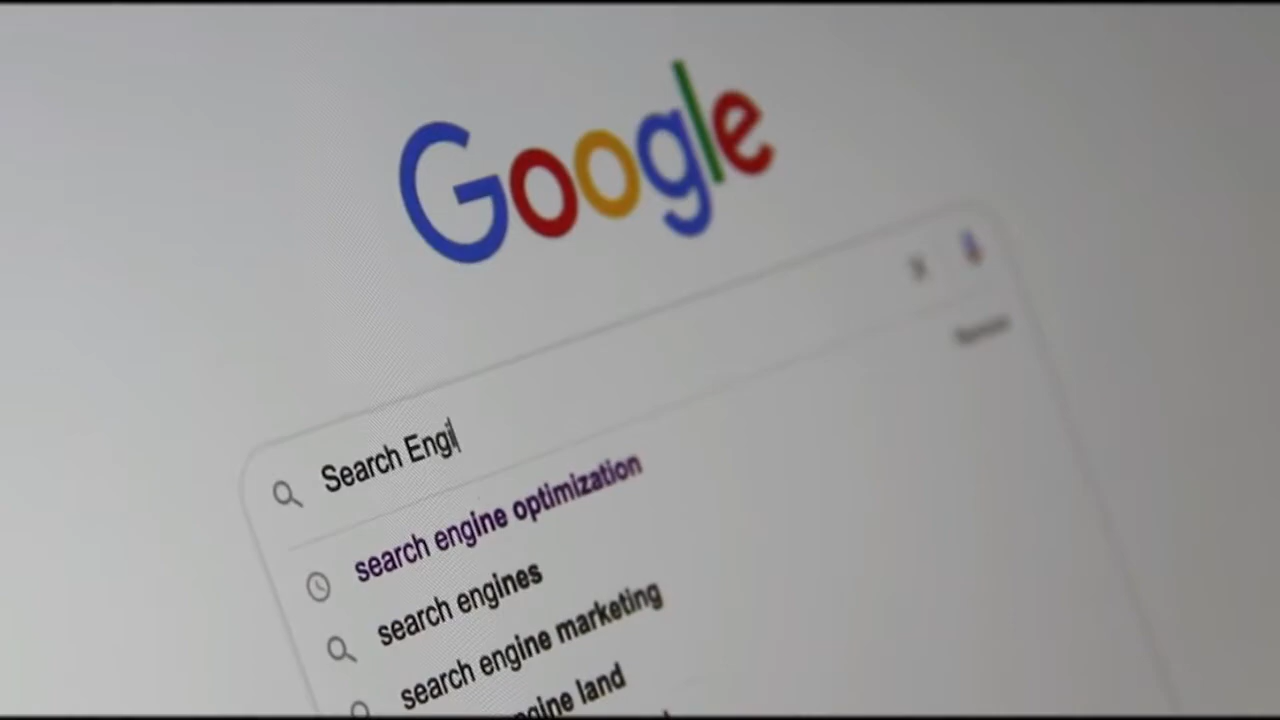 Google
Search Engi
search engine optimization
search engines
search engine marketing
ngine land